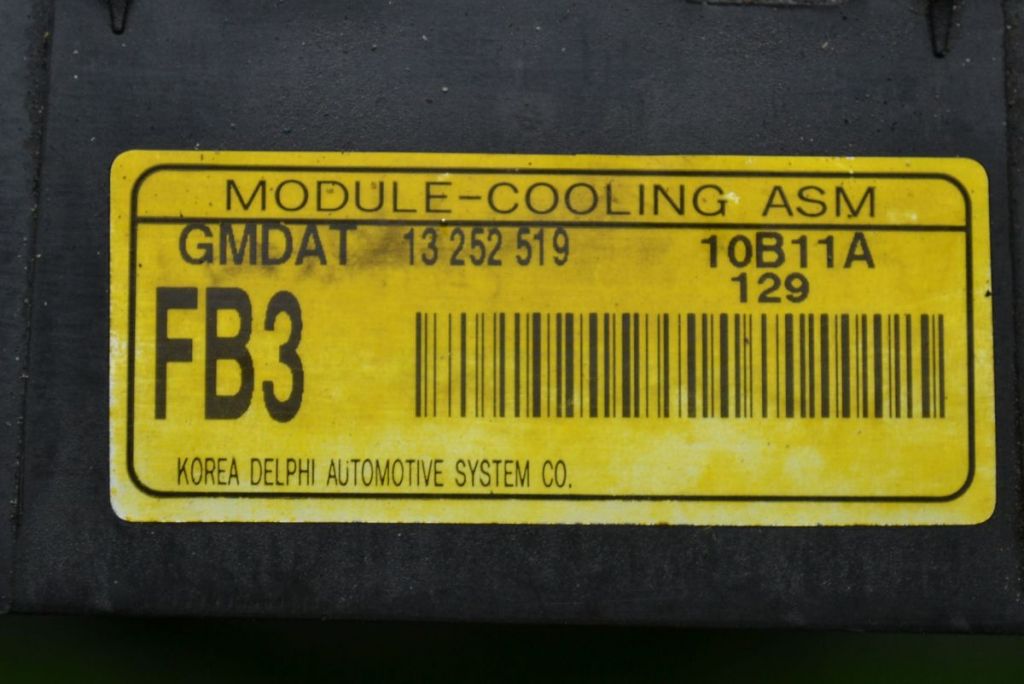 MODULE-COOLING ASM
GMDAT 13 252 519 10B11A
129
FB3
KOREA DELPHI AUTOMOTIVE SYSTEM CO.